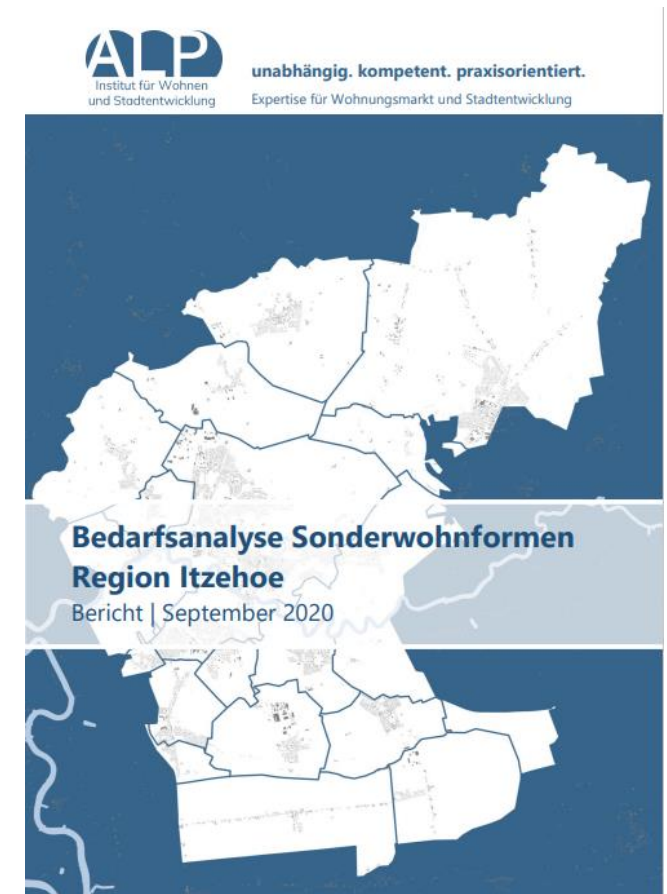 ALP
Institut für Wohnen
und Stadtentwicklung
unabhängig. kompetent. praxisorientiert.
Expertise für Wohnungsmarkt und Stadtentwicklung
Bedarfsanalyse Sonderwohnformen
Region Itzehoe
Bericht | September 2020